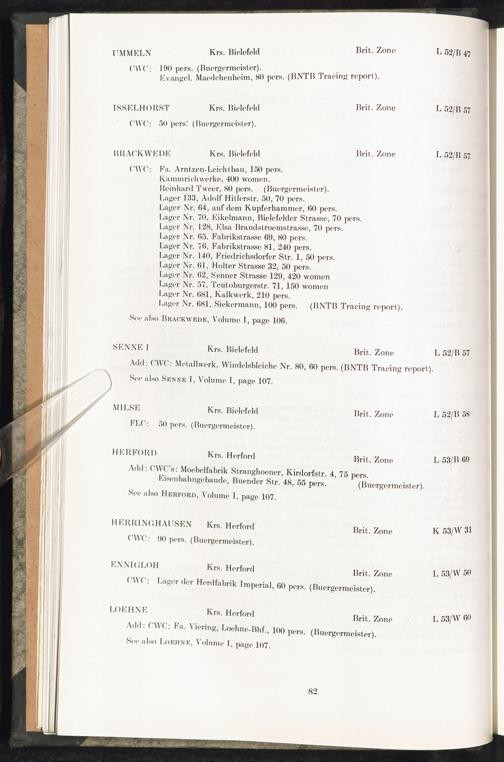 UMMELN Krs. Bielefeld Brit. Zone L 52/B 47
CWC: 190 pers. (Buergermeister).
Evangel. Maedchenheim, 80 pers. (BNTB Tracing report).
ISSELHORST Krs. Bielefeld Brit. Zone L 52/B 57
CWC: 50 pers. (Buergermeister).
BRACKWEDE Krs. Bielefeld Brit. Zone L 52/B 57
CWC: Fa. Arntzen-Leichtbau, 150 pers.
Kammrichwerke, 400 women.
Reinhard Tweer, 80 pers. (Buergermeister).
Lager 133, Adolf Hitlerstr. 50, 70 pers.
Lager Nr. 64, auf dem Kupferhammer, 60 pers.
Lager Nr. 70, Eikelmann, Bielefelder Strasse, 70 pers.
Lager Nr. 128, Elsa Brandstroemstrasse, 70 pers.
Lager Nr. 65, Fabrikstrasse 69, 80 pers.
Lager Nr. 76, Fabrikstrasse 81, 240 pers.
Lager Nr. 140, Friedrichsdorfer Str. 1, 50 pers.
Lager Nr. 61, Holter Strasse 32, 50 pers.
Lager Nr. 62, Senner Strasse 129, 420 women
Lager Nr. 57, Teutoburgerstr. 71, 150 women
Lager Nr. 681, Kalkwerk, 210 pers.
Lager Nr. 681, Siekermann, 100 pers. (BNTB Tracing report).
See also BRACKWEDE, Volume I, page 106.
SENNE I Krs. Bielefeld Brit. Zone L 52/B 57
Add: CWC: Metallwerk, Windelsbleiche Nr. 80, 60 pers. (BNTB Tracing report).
See also SENNE I, Volume I, page 107.
MILSE Krs. Bielefeld Brit. Zone L 52/B 58
FLC: 50 pers. (Buergermeister).
HERFORD Krs. Herford Brit. Zone L 53/B 69
Add: CWC's: Moebelfabrik Stranghoener, Kirdorfstr. 4, 75 pers.
Eisenbahngebaude, Buender Str. 48, 55 pers. (Buergermeister).
See also HERFORD, Volume I, page 107.
HERRINGHAUSEN Krs. Herford Brit. Zone K 53/W 31
CWC: 90 pers. (Buergermeister).
ENNIGLOH Krs. Herford Brit. Zone L 53/W 50
CWC: Lager der Herdfabrik Imperial, 60 pers. (Buergermeister).
LOEHNE Krs. Herford Brit. Zone L 53/W 60
Add: CWC: Fa. Viering, Loehne-Bhf., 100 pers. (Buergermeister).
See also LOEHNE, Volume I, page 107.
82